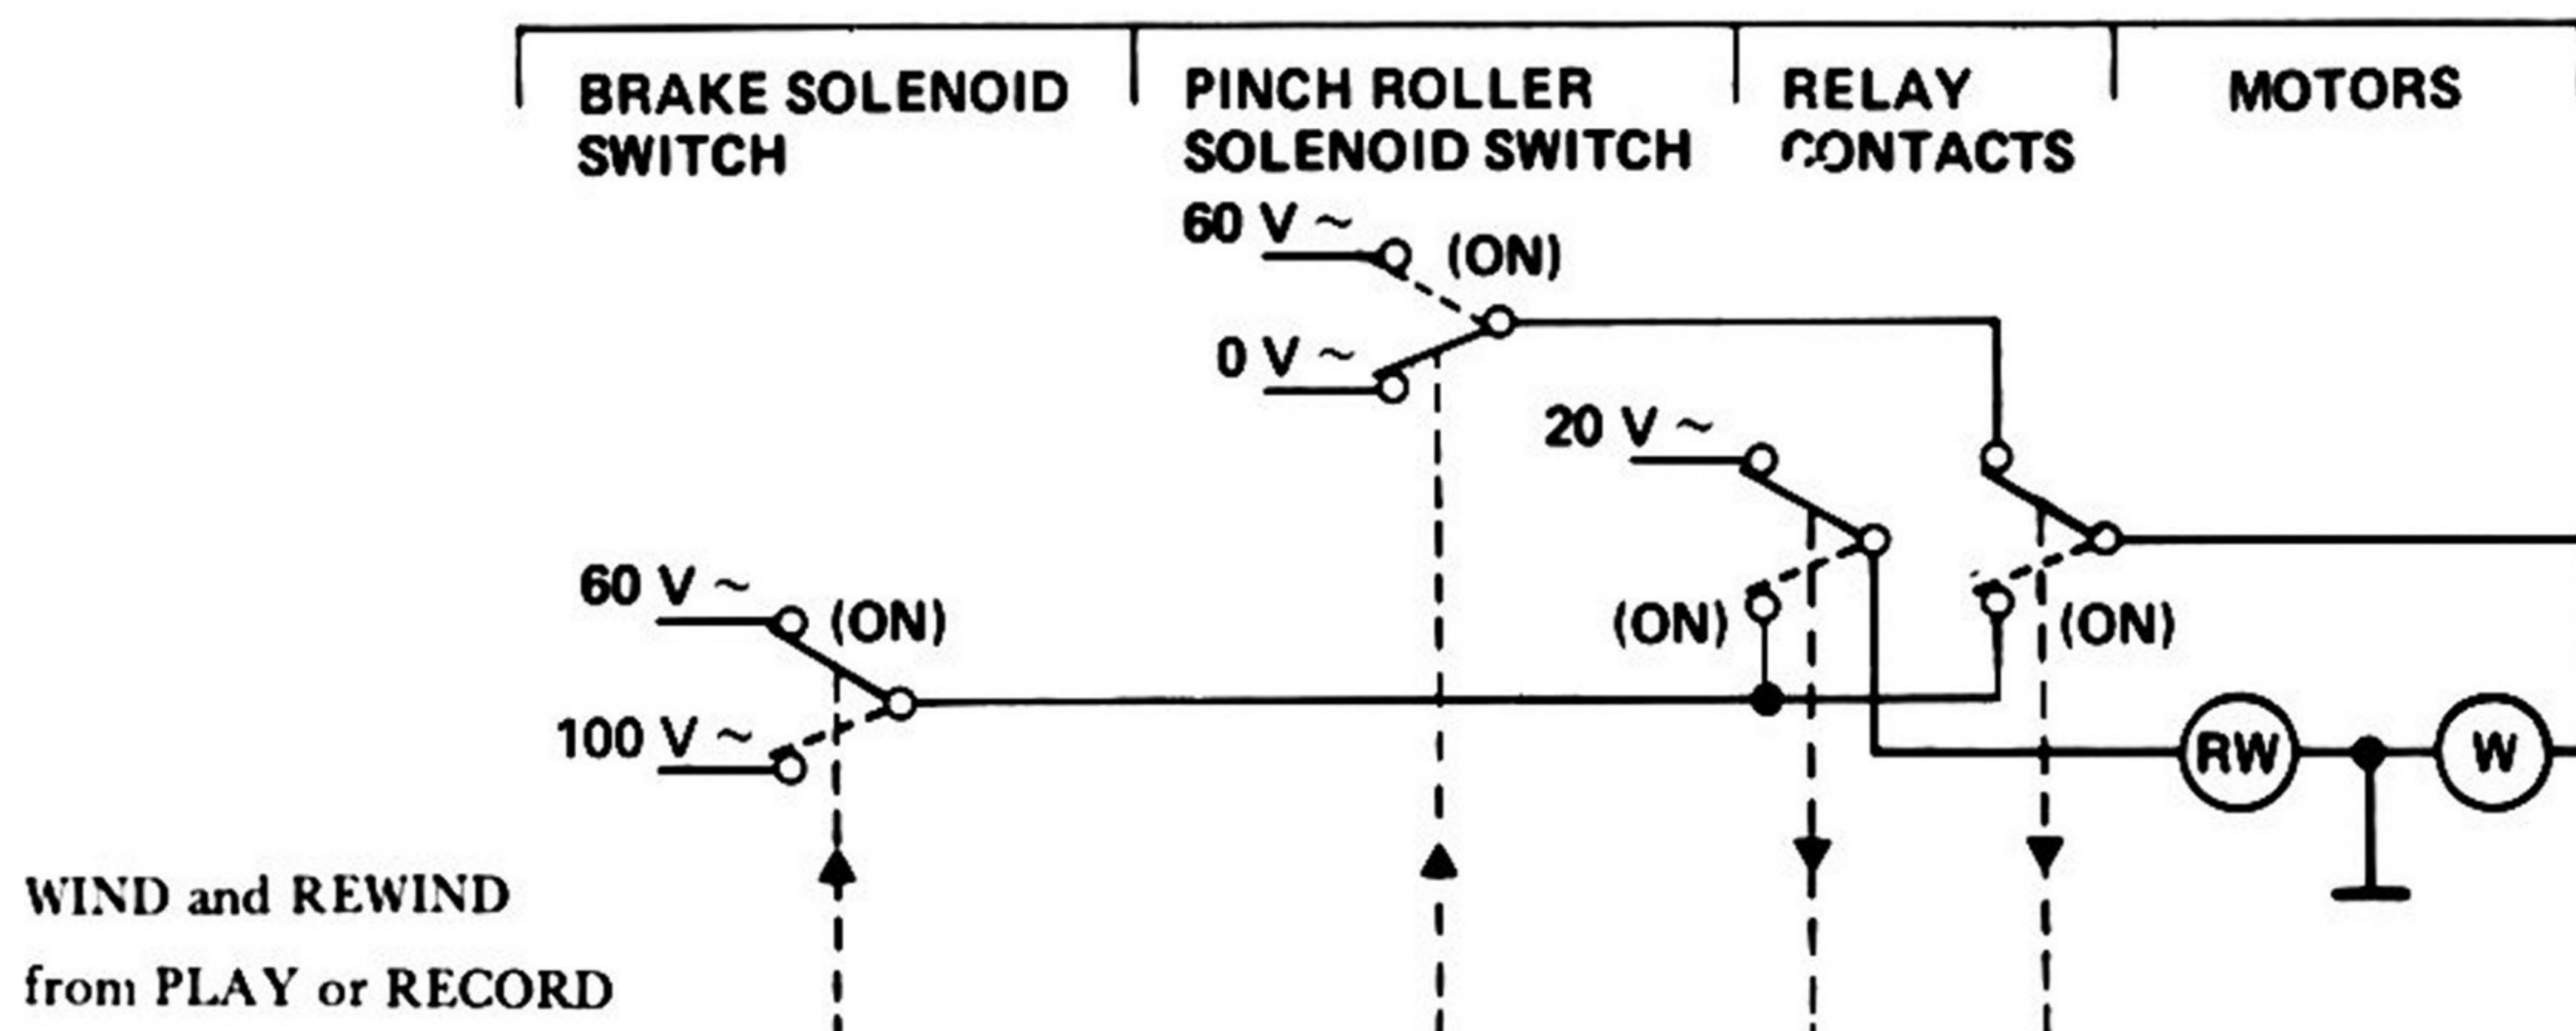 BRAKE SOLENOID
SWITCH
PINCH ROLLER
SOLENOID SWITCH
RELAY
CONTACTS
MOTORS
60 V ~
(ON)
0 V ~
20 V ~
60 V ~
(ON)
(ON)
(ON)
100 V ~
RW
W
WIND and REWIND
from PLAY or RECORD